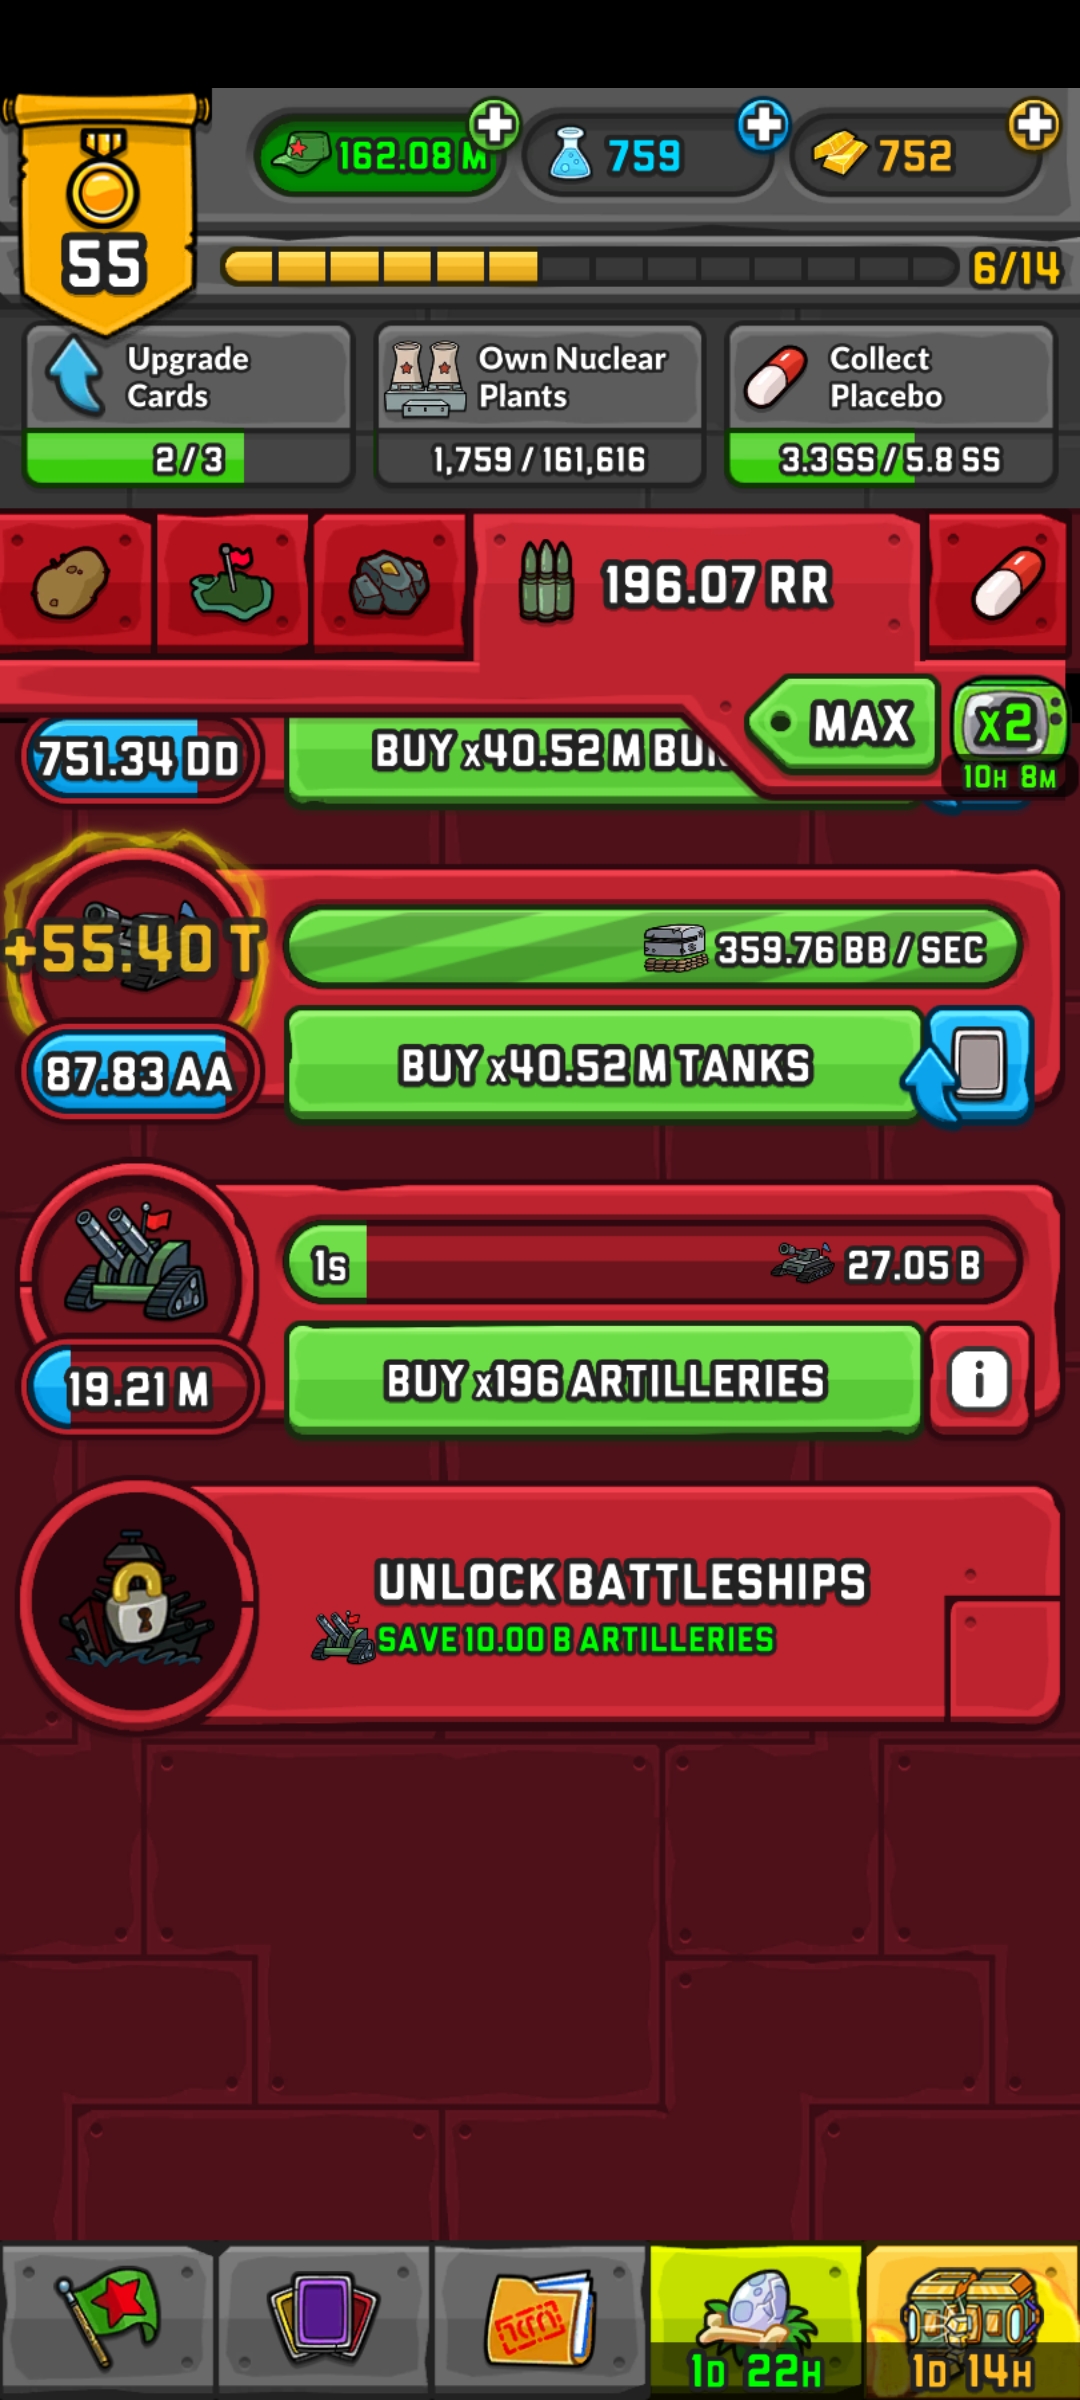 55
162.08 M
759
752
6/14
Upgrade
Cards
2/3
Own Nuclear
Plants
1,759 / 161,616
Collect
Placebo
3.3 SS / 5.8 SS
196.07 RR
MAX
x2
10H 8M
751.34 DD
BUY x40.52 M
+55.40 T
359.76 BB / SEC
87.83 AA
BUY x40.52 M TANKS
1s
27.05 B
19.21 M
BUY x196 ARTILLERIES
i
UNLOCK BATTLESHIPS
SAVE 10.00 B ARTILLERIES
1D 22H
1D 14H